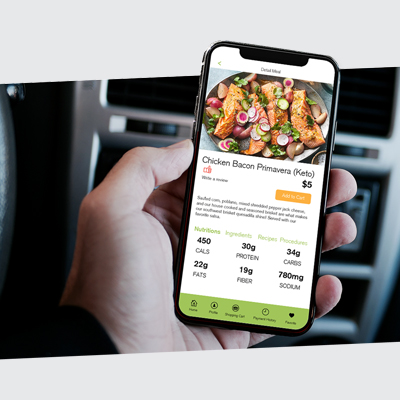 Detail Meal
Chicken Bacon Primavera (Keto)
$5
Write a review
Add to Cart
Sauteed corn, poblano, mixed shredded pepper jack cheese,
and our house cooked and seasoned brisket are what makes
our southwest brisket quesadilla shine! Served with our
favorite salsa.
Nutritions Ingredients Recipes Procedures
450 30g 34g
CALS PROTEIN CARBS
22g 19g 780mg
FATS FIBER SODIUM
Home Profile Shopping Cart Payment History Favorite